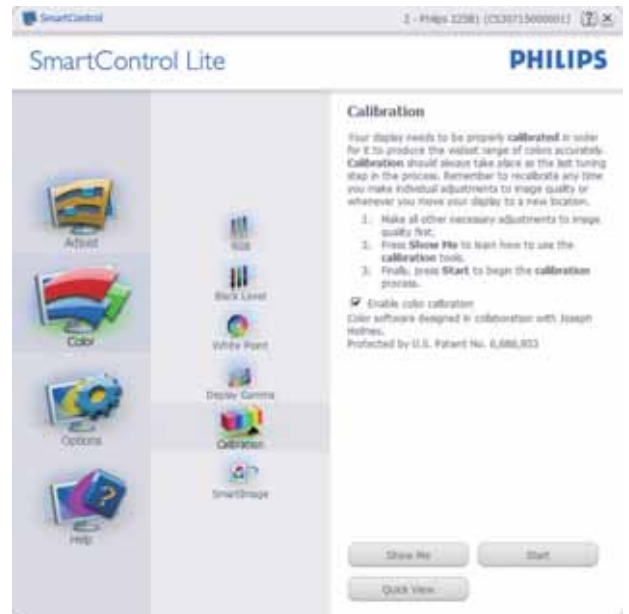 SmartControl
SmartControl Lite
PHILIPS
Adjust
Color
Options
Help
RGB
Black Level
White Point
Display Gamma
Calibration
SmartImage
Calibration
Your display needs to be properly calibrated in order
for it to produce the widest range of colors accurately.
Calibration should always take place as the last tuning
step in the process. Remember to recalibrate any time
you make individual adjustments to image quality or
whenever you move your display to a new location.
1. Make all other necessary adjustments to image
quality first.
2. Press Show Me to learn how to use the
calibration tools.
3. Finally, press Start to begin the calibration
process.
Enable color calibration
Color software designed in collaboration with Joseph
Holmes.
Protected by U.S. Patent No.
Show Me
Start
Quick View